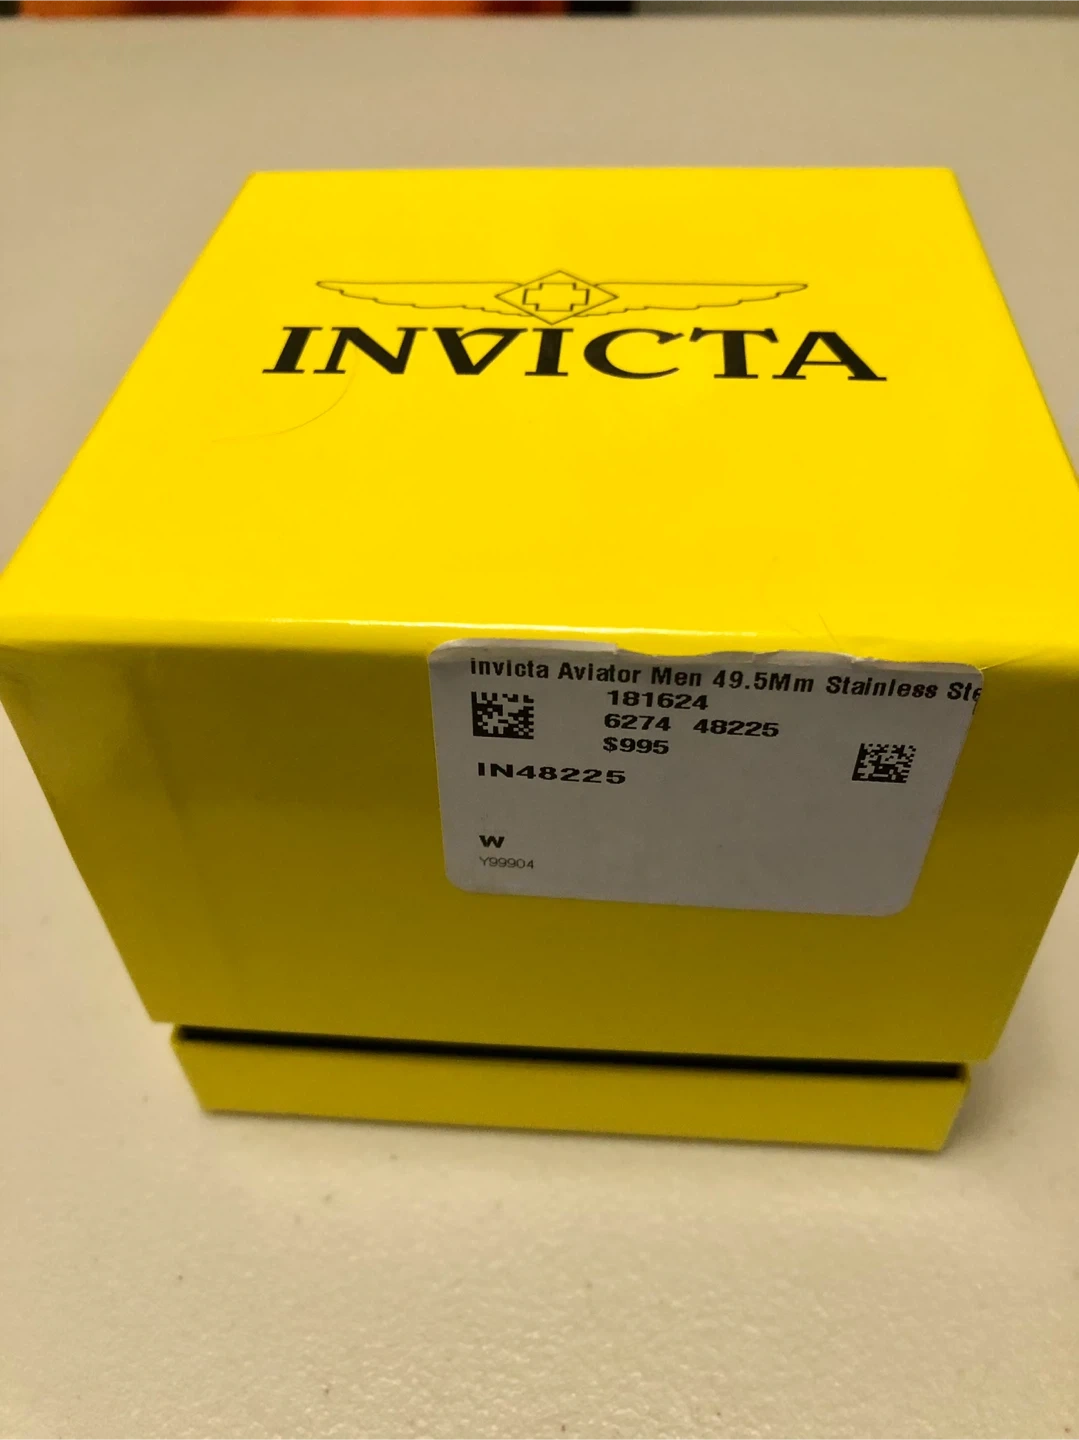 INVICTA
invicta Aviator Men 49.5Mm Stainless
181624
6274 48225
$995
IN48225
W
Y99904